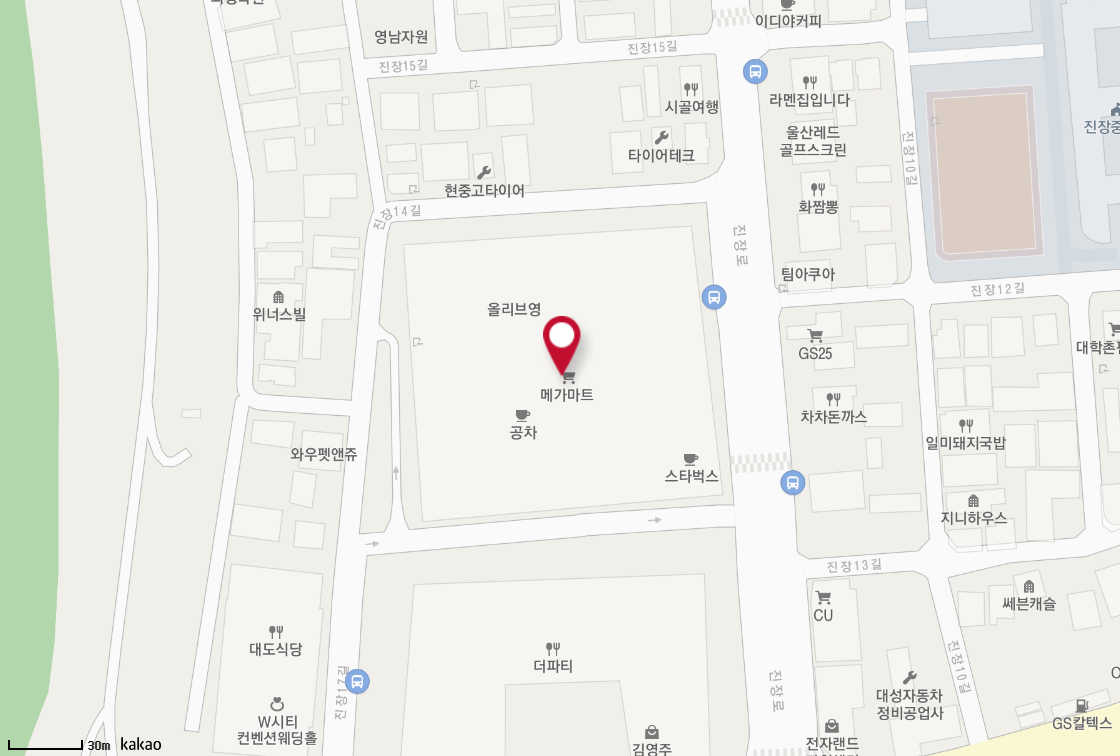 이디야커피
영남자원
진장15길
진장15길
시골여행
라멘집입니다
진장중
울산레드
골프스크린
타이어테크
진장10길
현중고타이어
진장14길
화짬뽕
진장로
팀아쿠아
진장12길
위너스빌
올리브영
GS25
메가마트
차차돈까스
공차
일미돼지국밥
와우펫앤쥬
스타벅스
지니하우스
진장13길
쎄븐캐슬
CU
대도식당
더파티
진장17길
진장로
진장10길
대성자동차
정비공업사
W시티
컨벤션웨딩홀
GS칼텍스
전자랜드
김영주
30m kakao